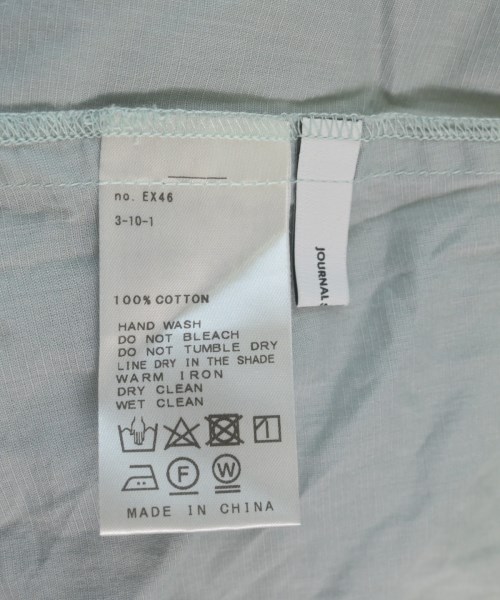 no. EX46
3-10-1
100% COTTON
HAND WASH
DO NOT BLEACH
DO NOT TUMBLE DRY
LINE DRY IN THE SHADE
WARM IRON
DRY CLEAN
WET CLEAN
F
W
MADE IN CHINA
JOURNAL